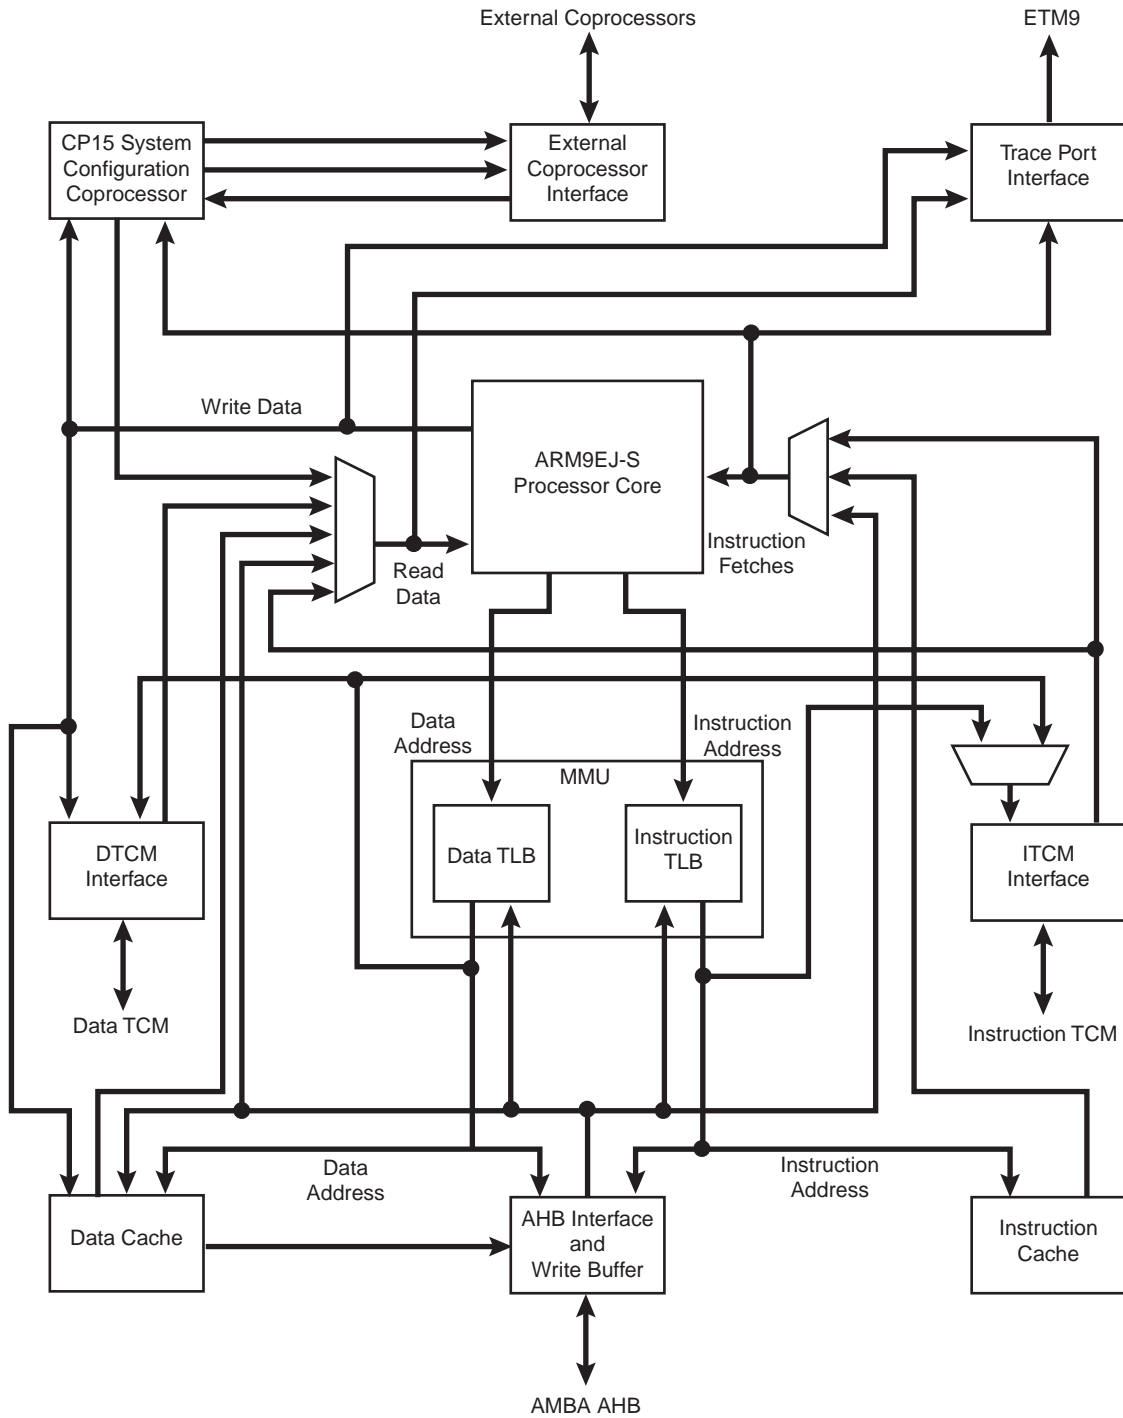 External Coprocessors
ETM9
CP15 System
Configuration
Coprocessor
External
Coprocessor
Interface
Trace Port
Interface
Write Data
ARM9EJ-S
Processor Core
Instruction
Fetches
Read
Data
Data
Address
Instruction
Address
MMU
Data TLB
Instruction
TLB
DTCM
Interface
ITCM
Interface
Data TCM
Instruction TCM
Data
Address
Instruction
Address
Data Cache
AHB Interface
and
Write Buffer
Instruction
Cache
AMBA AHB